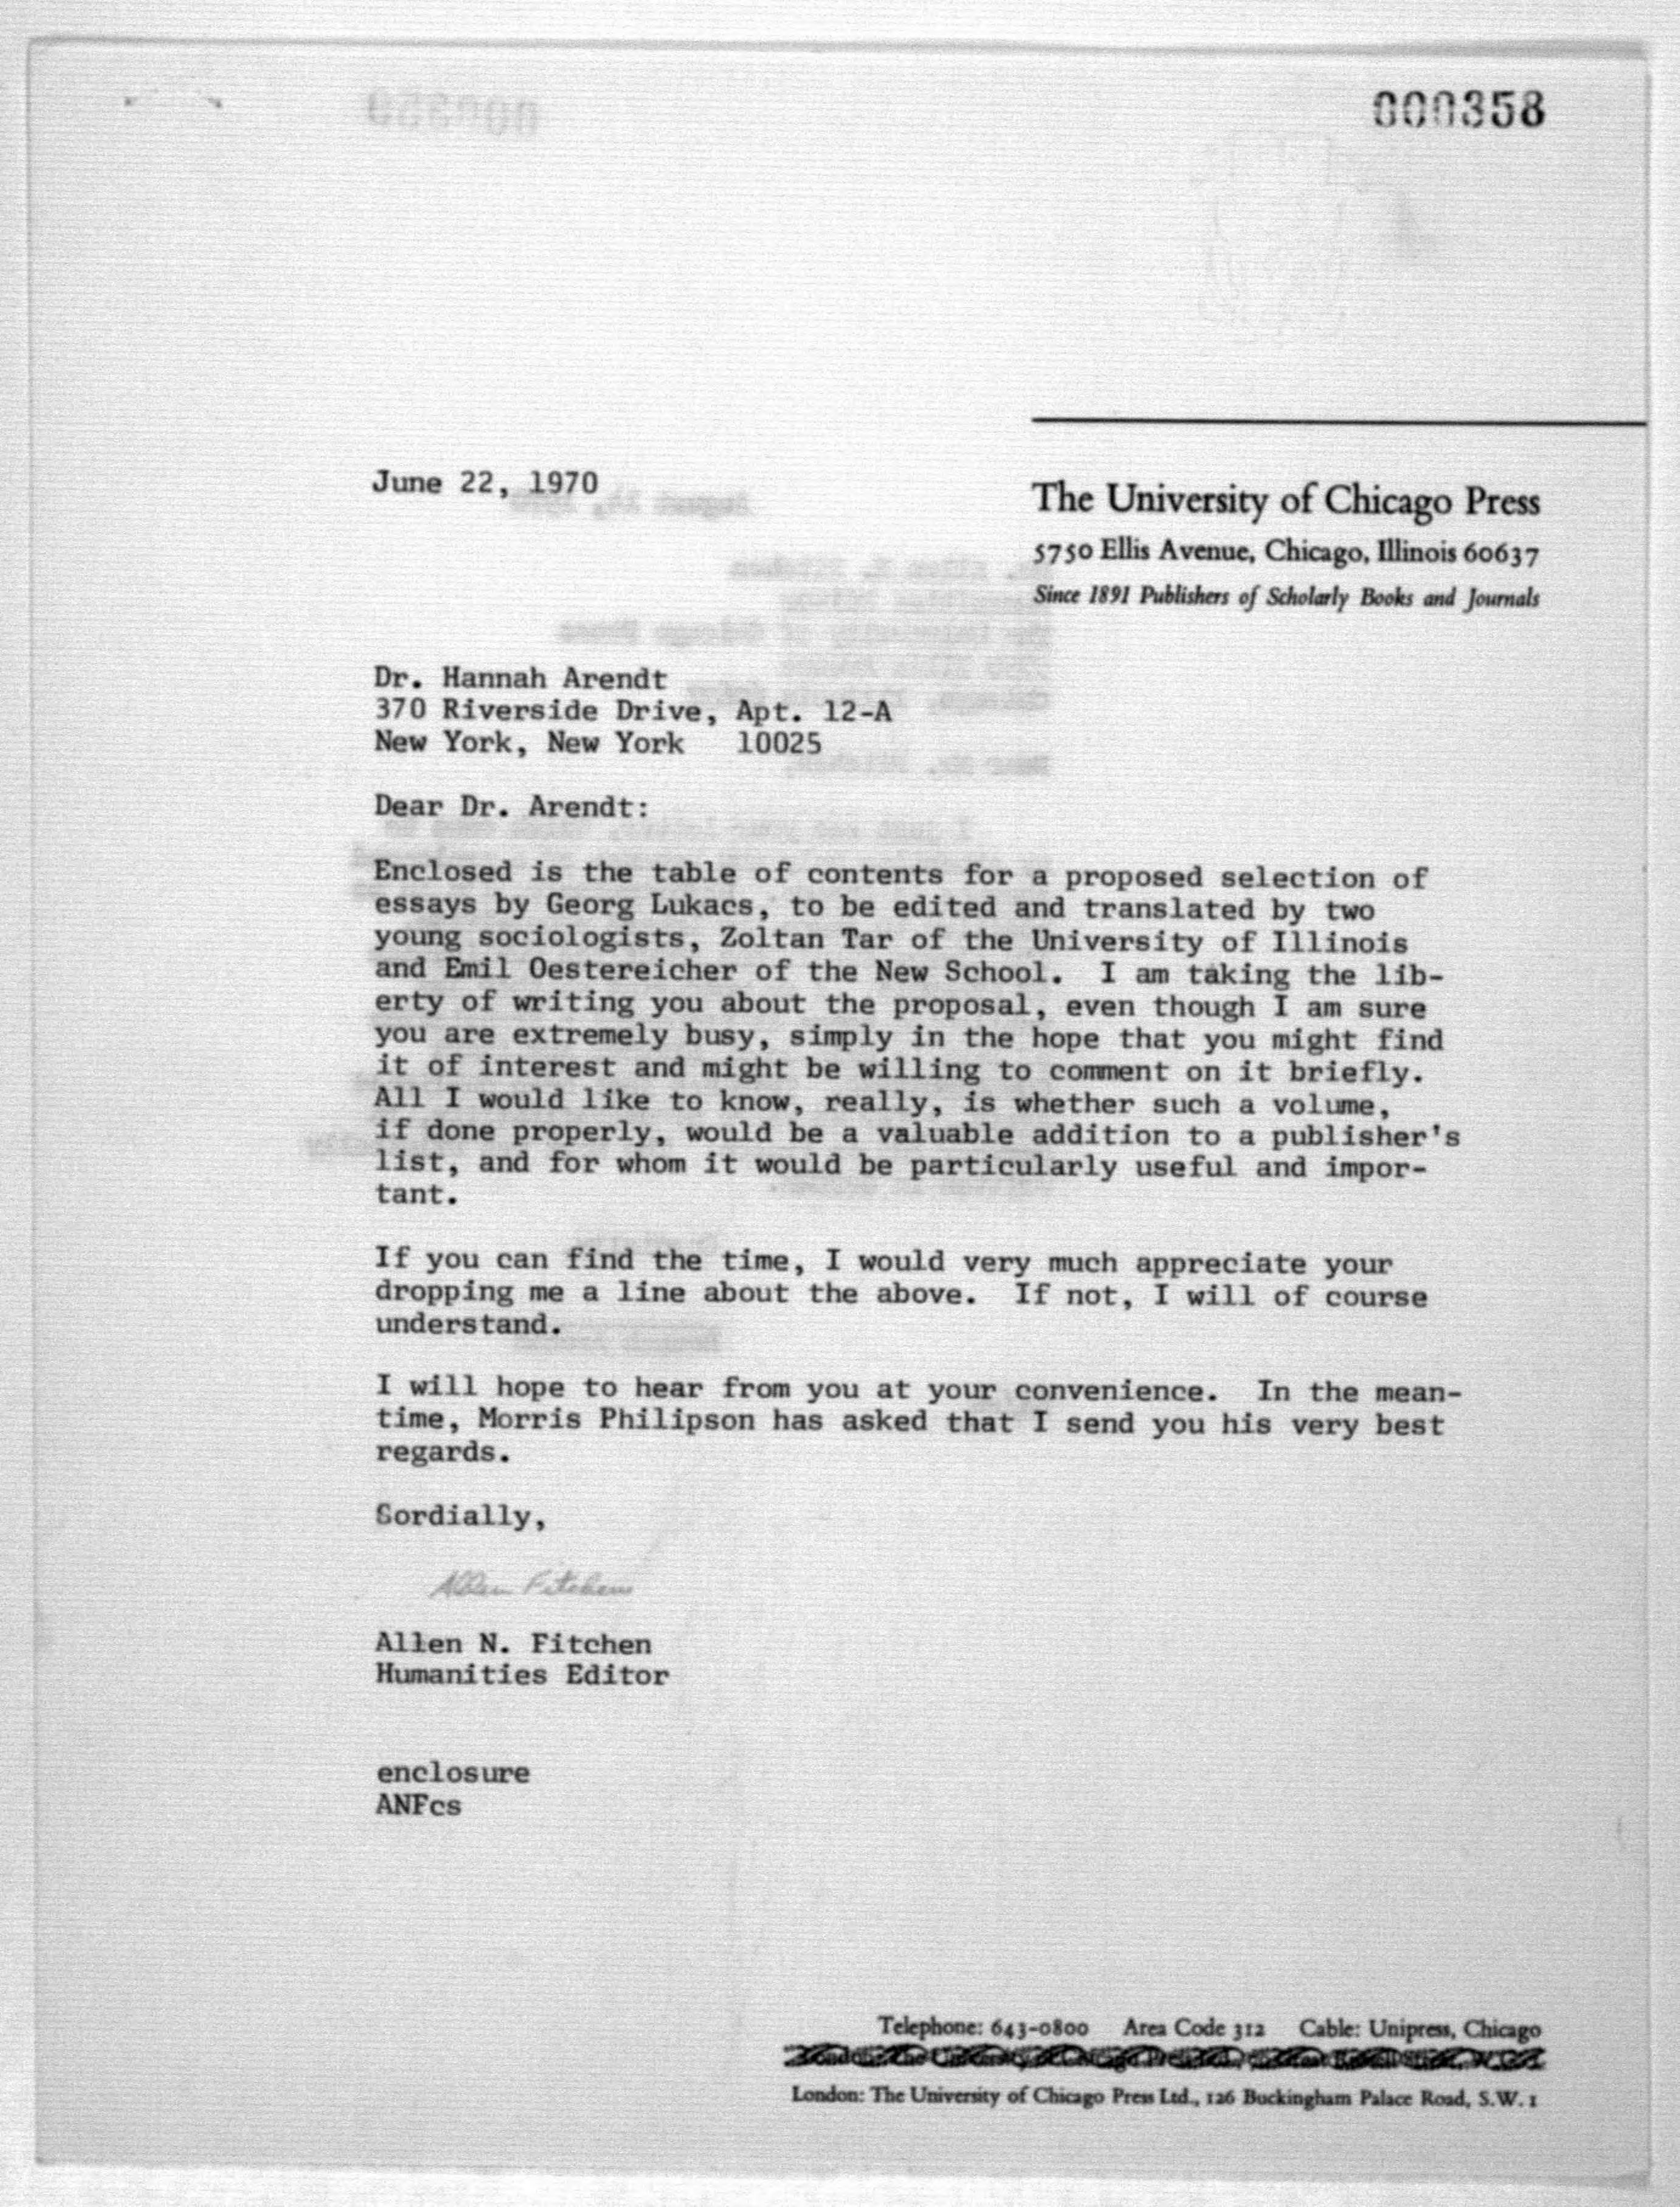 000358
June 22, 1970
The University of Chicago Press
5750 Ellis Avenue, Chicago, Illinois 60637
Since 1891 Publishers of Scholarly Books and Journals
Dr. Hannah Arendt
370 Riverside Drive, Apt. 12-A
New York, New York 10025
Dear Dr. Arendt:
Enclosed is the table of contents for a proposed selection of
essays by Georg Lukacs, to be edited and translated by two
young sociologists, Zoltan Tar of the University of Illinois
and Emil Oestereicher of the New School. I am taking the lib-
erty of writing you about the proposal, even though I am sure
you are extremely busy, simply in the hope that you might find
it of interest and might be willing to comment on it briefly.
All I would like to know, really, is whether such a volume,
if done properly, would be a valuable addition to a publisher's
list, and for whom it would be particularly useful and impor-
tant.
If you can find the time, I would very much appreciate your
dropping me a line about the above. If not, I will of course
understand.
I will hope to hear from you at your convenience. In the mean-
time, Morris Philipson has asked that I send you his very best
regards.
Cordially,
Allen Fitchen
Allen N. Fitchen
Humanities Editor
enclosure
ANFcs
Telephone: 643-0800 Area Code 312 Cable: Unipress, Chicago
London: The University of Chicago Press Ltd., 126 Buckingham Palace Road, S.W. 1